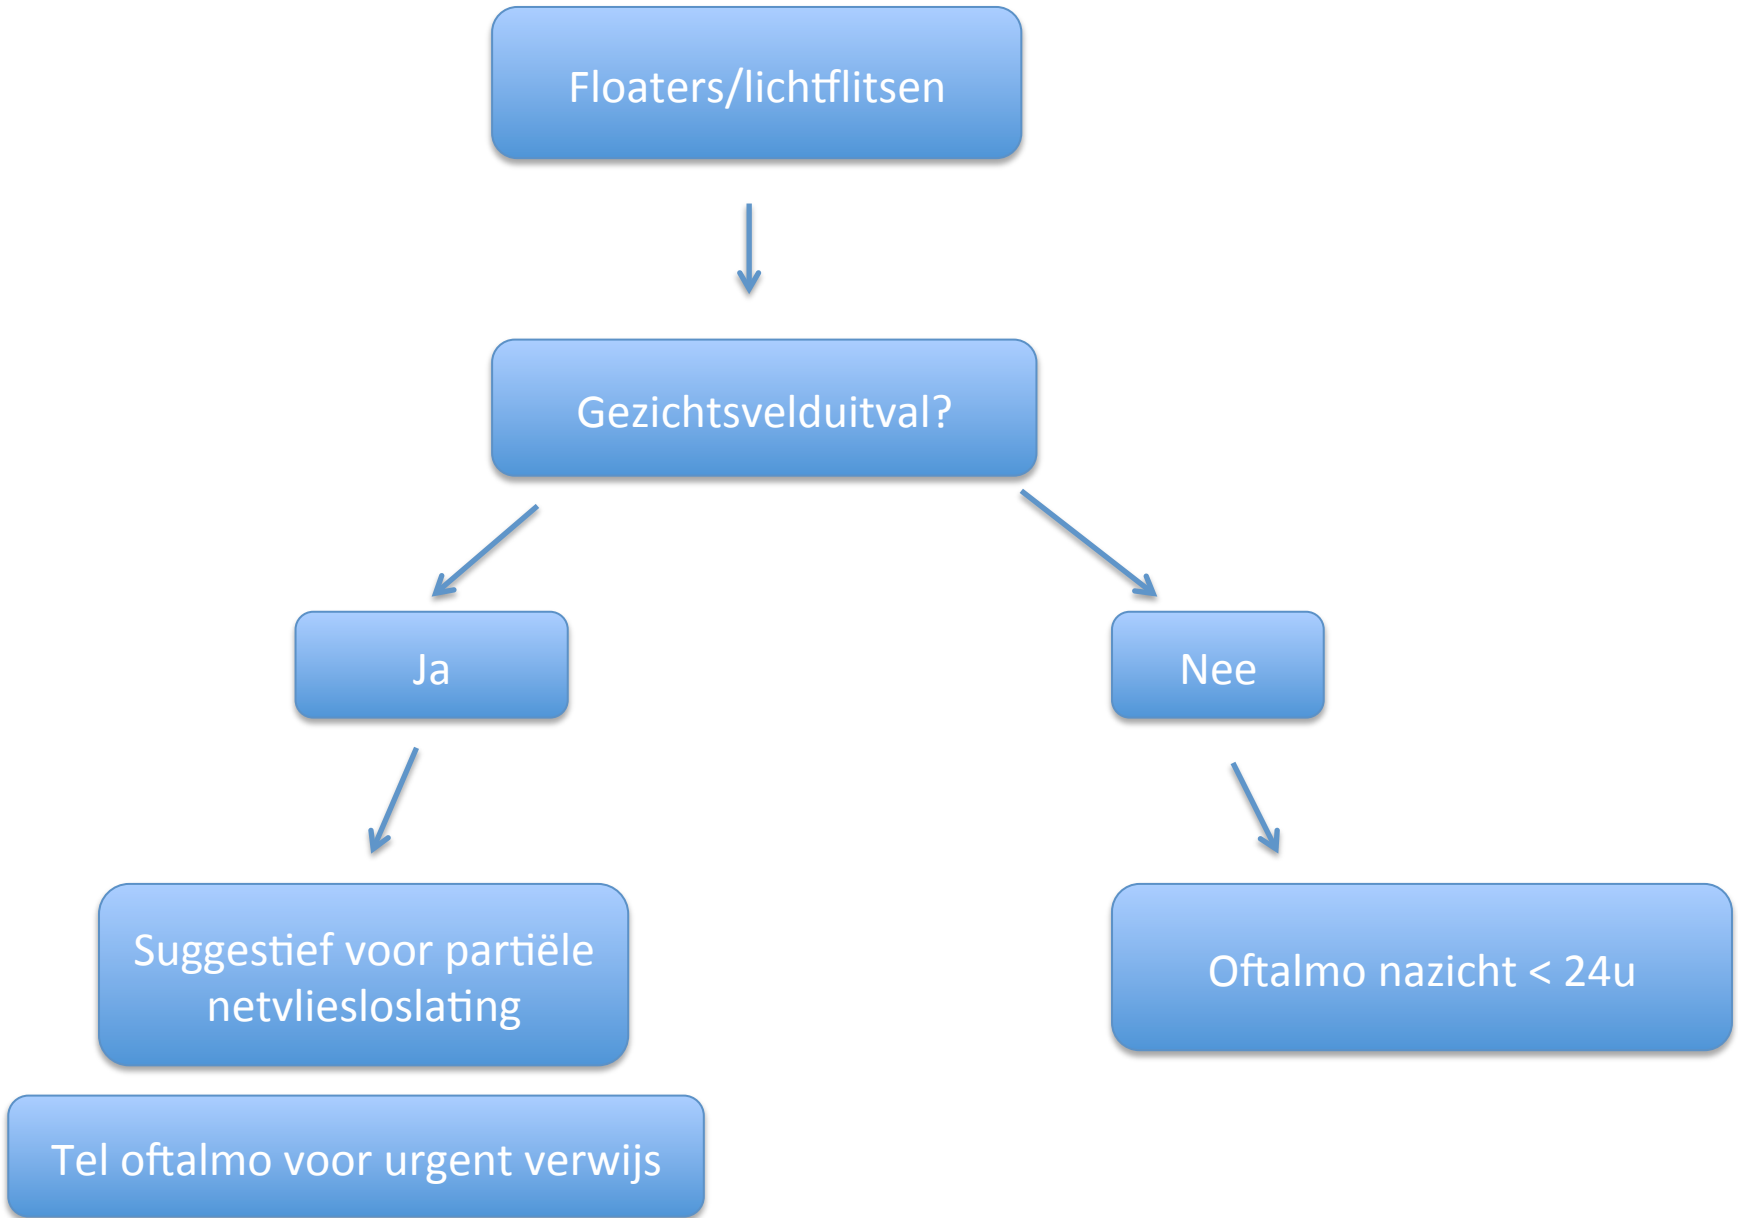 Floaters/lichtflitsen
Gezichtsvelduitval?
Ja
Nee
Suggestief voor partiële
netvliesloslating
Oftalmo nazicht < 24u
Tel oftalmo voor urgent verwijs